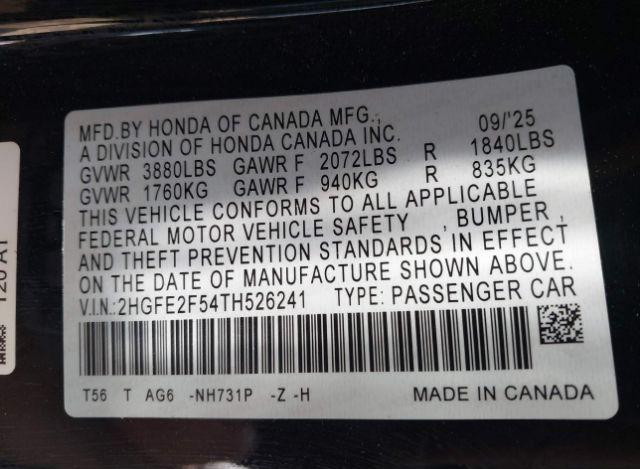 MFD.BY HONDA OF CANADA MFG., 09/'25
A DIVISION OF HONDA CANADA INC.
GVWR 3880LBS GAWR F 2072LBS R 1840LBS
GVWR 1760KG GAWR F 940KG R 835KG
THIS VEHICLE CONFORMS TO ALL APPLICABLE
FEDERAL MOTOR VEHICLE SAFETY , BUMPER ,
AND THEFT PREVENTION STANDARDS IN EFFECT
ON THE DATE OF MANUFACTURE SHOWN ABOVE.
V.I.N.:2HGFE2F54TH526241 TYPE: PASSENGER CAR
T56 T AG6 -NH731P -Z -H MADE IN CANADA
120 A1